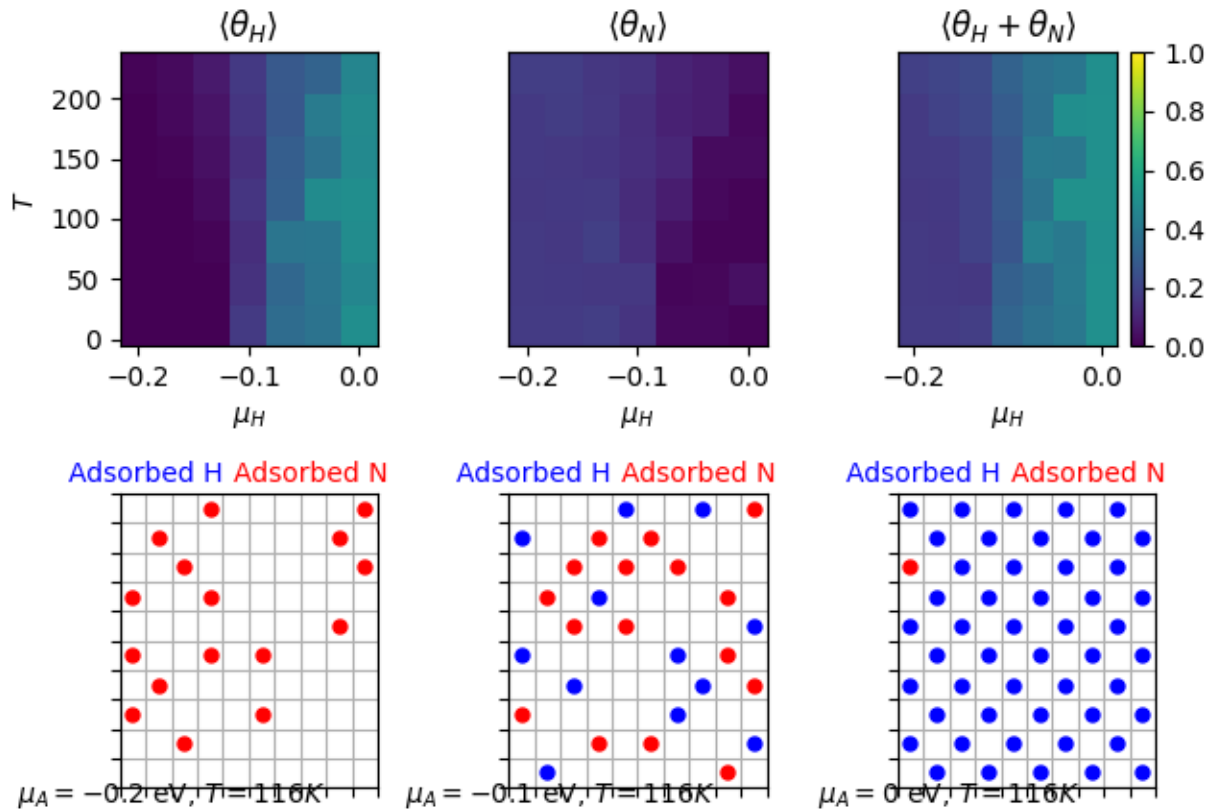 ⟨θ_H⟩ ⟨θ_N⟩ ⟨θ_H + θ_N⟩
1.0
200
0.8
150
0.6
T
100
0.4
50
0.2
0
0.0
−0.2 −0.1 0.0
−0.2 −0.1 0.0
−0.2 0.0
μ_H μ_H μ_H
Adsorbed H Adsorbed N
Adsorbed H Adsorbed N
Adsorbed H Adsorbed N
μ_A = −0.2 eV, T = 116K
μ_A = −0.1 eV, T = 116K
μ_A = 0 eV, T = 116K